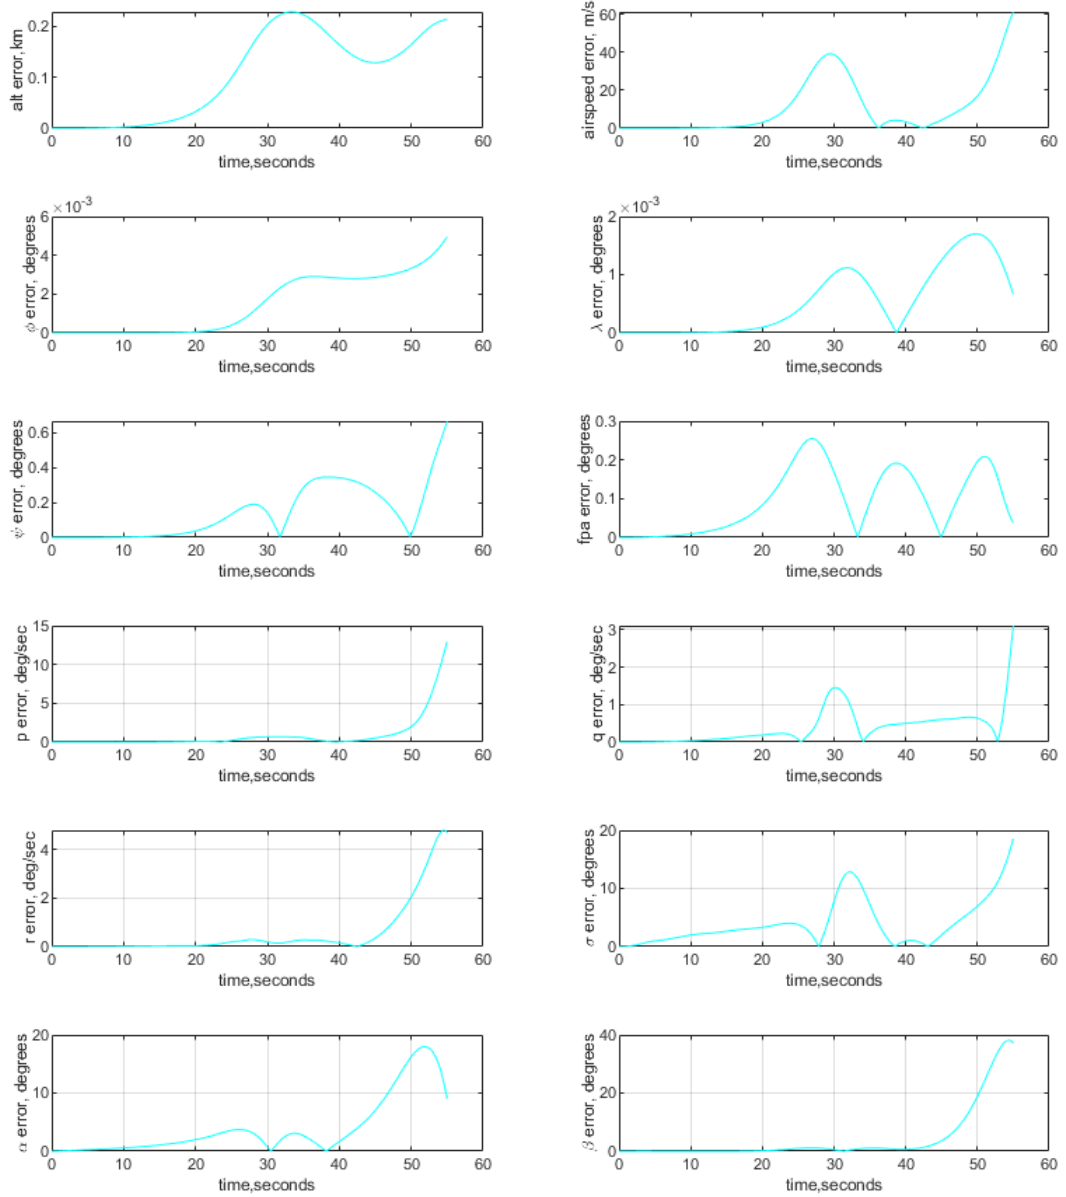 alt error,km
0.2
0.1
0
0 10 20 30 40 50 60
time,seconds
airspeed error, m/s
60
40
20
0
0 10 20 30 40 50 60
time,seconds
ϕ error, degrees
×10⁻³
6
4
2
0
0 10 20 30 40 50 60
time,seconds
λ error, degrees
×10⁻³
2
1
0
0 10 20 30 40 50 60
time,seconds
ψ error, degrees
0.6
0.4
0.2
0
0 10 20 30 40 50 60
time,seconds
fpa error, degrees
0.3
0.2
0.1
0
0 10 20 30 40 50 60
time,seconds
p error, deg/sec
15
10
5
0
0 10 20 30 40 50 60
time,seconds
q error, deg/sec
3
2
1
0
0 10 20 30 40 50 60
time,seconds
r error, deg/sec
4
2
0
0 10 20 30 40 50 60
time,seconds
σ error, degrees
20
10
0
0 10 20 30 40 50 60
time,seconds
α error, degrees
20
10
0
0 10 20 30 40 50 60
time,seconds
β error, degrees
40
20
0
0 10 20 30 40 50 60
time,seconds